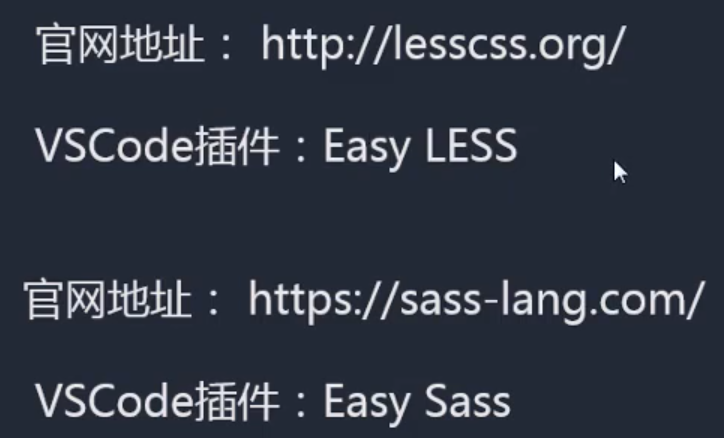 官网地址： http://lesscss.org/
VSCode插件：Easy LESS
官网地址： https://sass-lang.com/
VSCode插件：Easy Sass